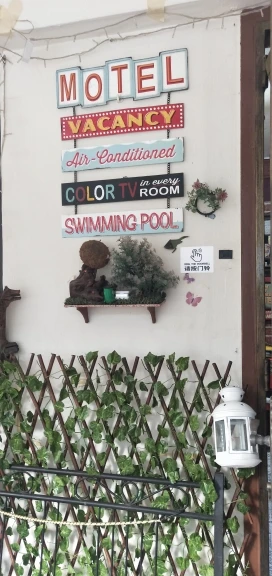 MOTEL
VACANCY
Air-Conditioned
COLOR TV in every ROOM
SWIMMING POOL
请按门铃